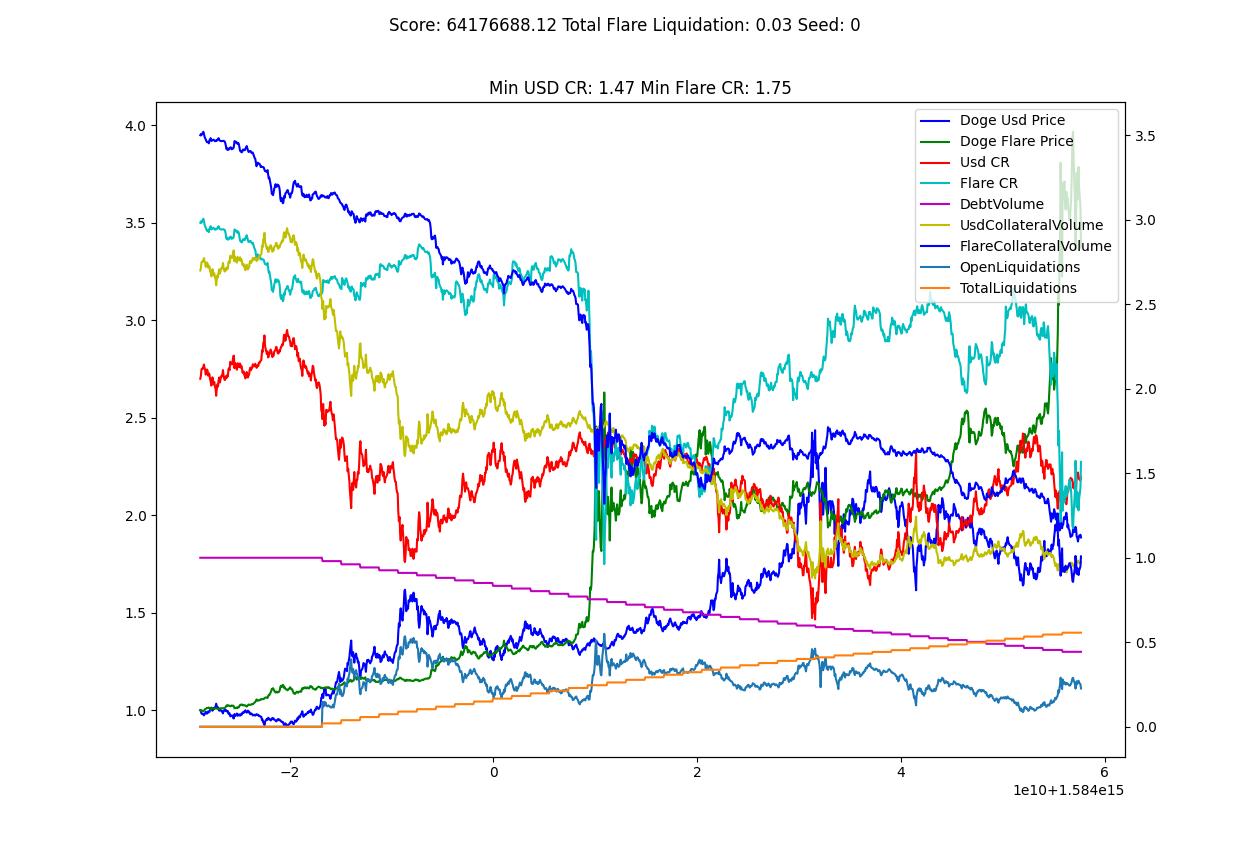 Score: 64176688.12 Total Flare Liquidation: 0.03 Seed: 0
Min USD CR: 1.47 Min Flare CR: 1.75
4.0
3.5
3.0
2.5
2.0
1.5
1.0
Doge Usd Price
Doge Flare Price
Usd CR
Flare CR
DebtVolume
UsdCollateralVolume
FlareCollateralVolume
OpenLiquidations
TotalLiquidations
3.5
3.0
2.5
2.0
1.5
1.0
0.5
0.0
−2
0
2
4
6
1e10+1.584e15